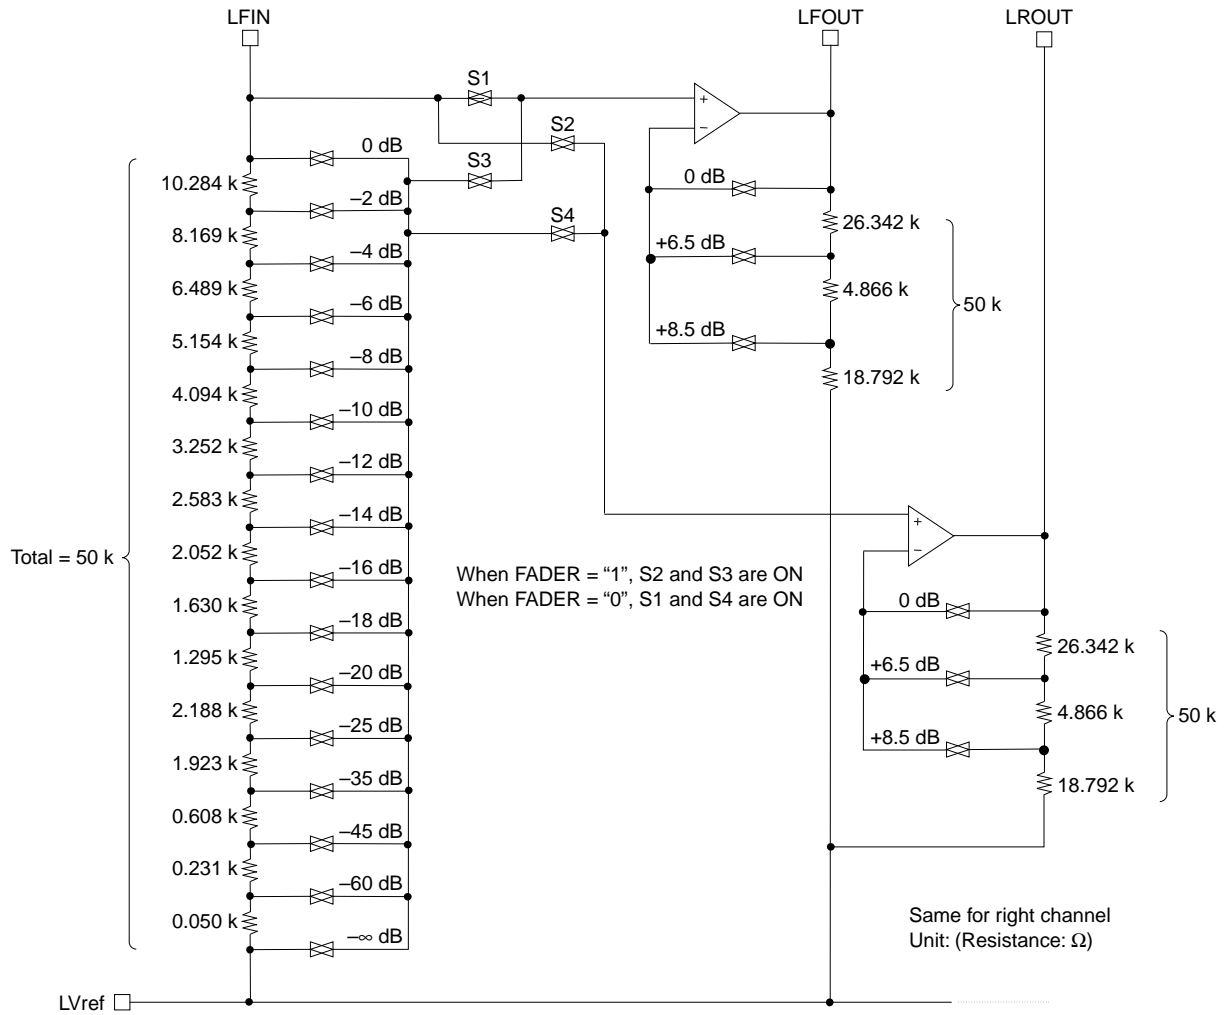 LFIN
LFOUT
LROUT
S1
S2
S3
S4
0 dB
10.284 k
–2 dB
8.169 k
–4 dB
6.489 k
–6 dB
5.154 k
–8 dB
4.094 k
–10 dB
3.252 k
–12 dB
2.583 k
–14 dB
2.052 k
–16 dB
1.630 k
–18 dB
1.295 k
–20 dB
2.188 k
–25 dB
1.923 k
–35 dB
0.608 k
–45 dB
0.231 k
–60 dB
0.050 k
–∞ dB
Total = 50 k
LVref
+
–
0 dB
26.342 k
+6.5 dB
4.866 k
50 k
+8.5 dB
18.792 k
When FADER = “1”, S2 and S3 are ON
When FADER = “0”, S1 and S4 are ON
+
–
0 dB
26.342 k
+6.5 dB
4.866 k
50 k
+8.5 dB
18.792 k
Same for right channel
Unit: (Resistance: Ω)